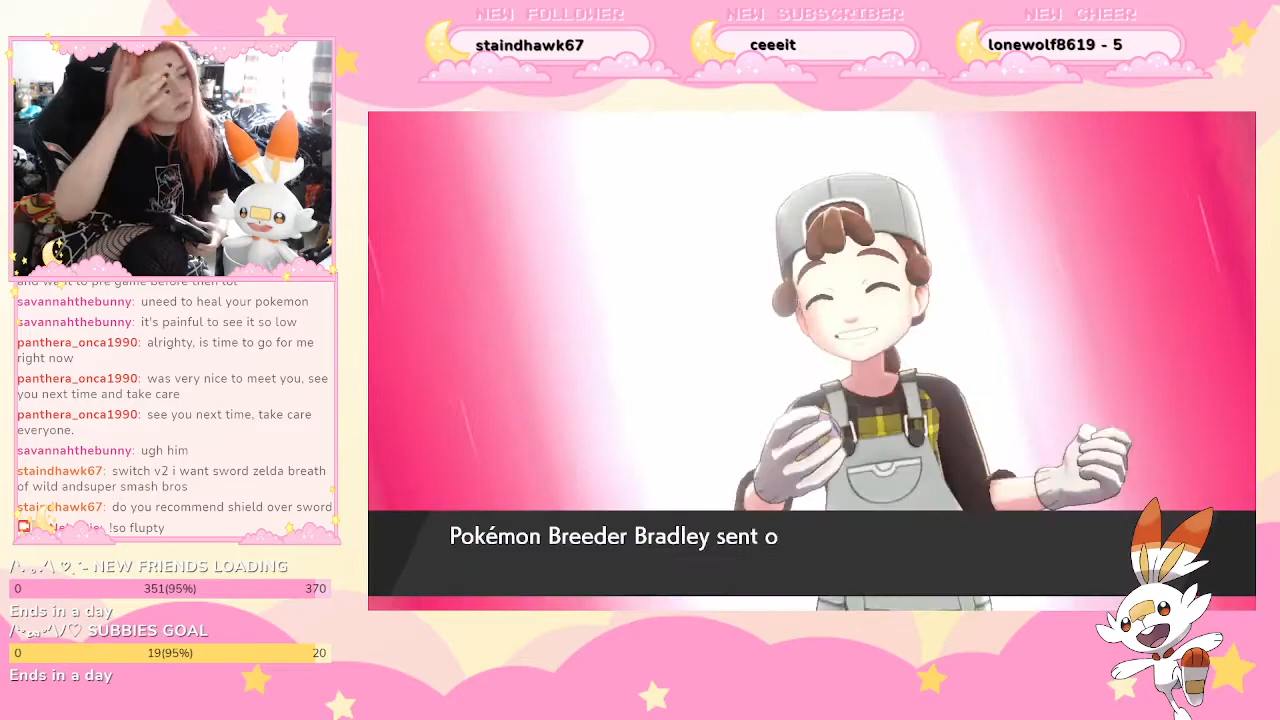 NEW FOLLOWER
NEW SUBSCRIBER
NEW CHEER
staindhawk67
ceeeit
lonewolf8619 - 5
savannahthebunny: uneed to heal your pokemon
savannahthebunny: it's painful to see it so low
panthera_onca1990: alrighty, is time to go for me
right now
panthera_onca1990: was very nice to meet you, see
you next time and take care
panthera_onca1990: see you next time, take care
everyone.
savannahthebunny: ugh him
staindhawk67: switch v2 i want sword zelda breath
of wild andsuper smash bros
staindhawk67: do you recommend shield over sword
!so flupty
Pokémon Breeder Bradley sent o
NEW FRIENDS LOADING
0 351(95%) 370
Ends in a day
SUBBIES GOAL
0 19(95%) 20
Ends in a day